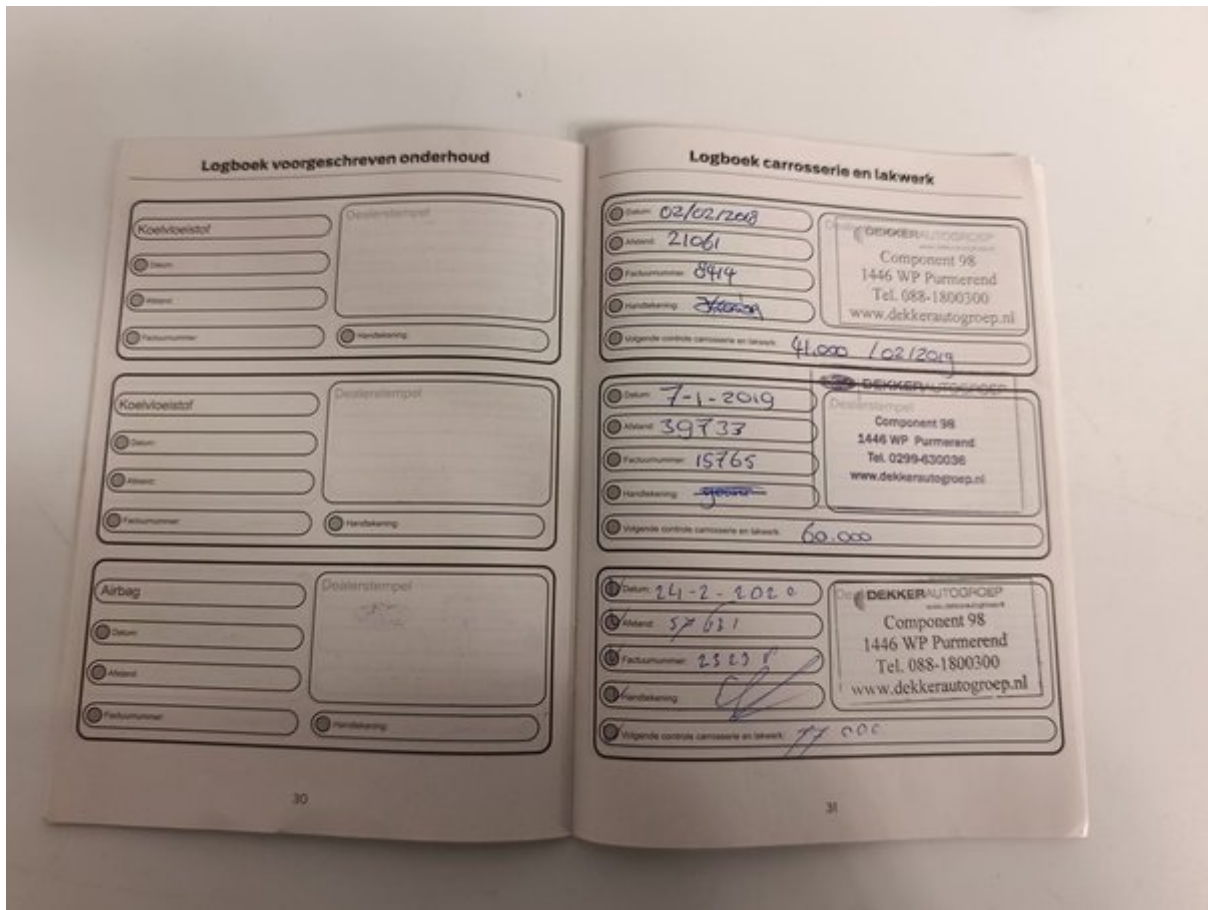 Logboek voorgeschreven onderhoud
Koelvloeistof
Dealerstempel
Datum:
Afstand:
Factuurnummer:
Handtekening:
Koelvloeistof
Dealerstempel
Datum:
Afstand:
Factuurnummer:
Handtekening:
Airbag
Dealerstempel
Datum:
Afstand:
Factuurnummer:
Handtekening:
30
Logboek carrosserie en lakwerk
Datum: 02/02/2018
Afstand: 21061
Factuurnummer: 8414
Handtekening:
DEKKERAUTOGROEP
Component 98
1446 WP Purmerend
Tel. 088-1800300
www.dekkerautogroep.nl
Volgende controle carrosserie en lakwerk: 41.000 /02/2019
Datum: 7-1-2019
Afstand: 39733
Factuurnummer: 15765
Handtekening:
DEKKERAUTOGROEP
Dealerstempel
Component 98
1446 WP Purmerend
Tel. 0299-630036
www.dekkerautogroep.nl
Volgende controle carrosserie en lakwerk: 60.000
Datum: 24-2-2020
Afstand: 57631
Factuurnummer:
Handtekening:
DEKKERAUTOGROEP
Component 98
1446 WP Purmerend
Tel. 088-1800300
www.dekkerautogroep.nl
Volgende controle carrosserie en lakwerk: 77 000
31